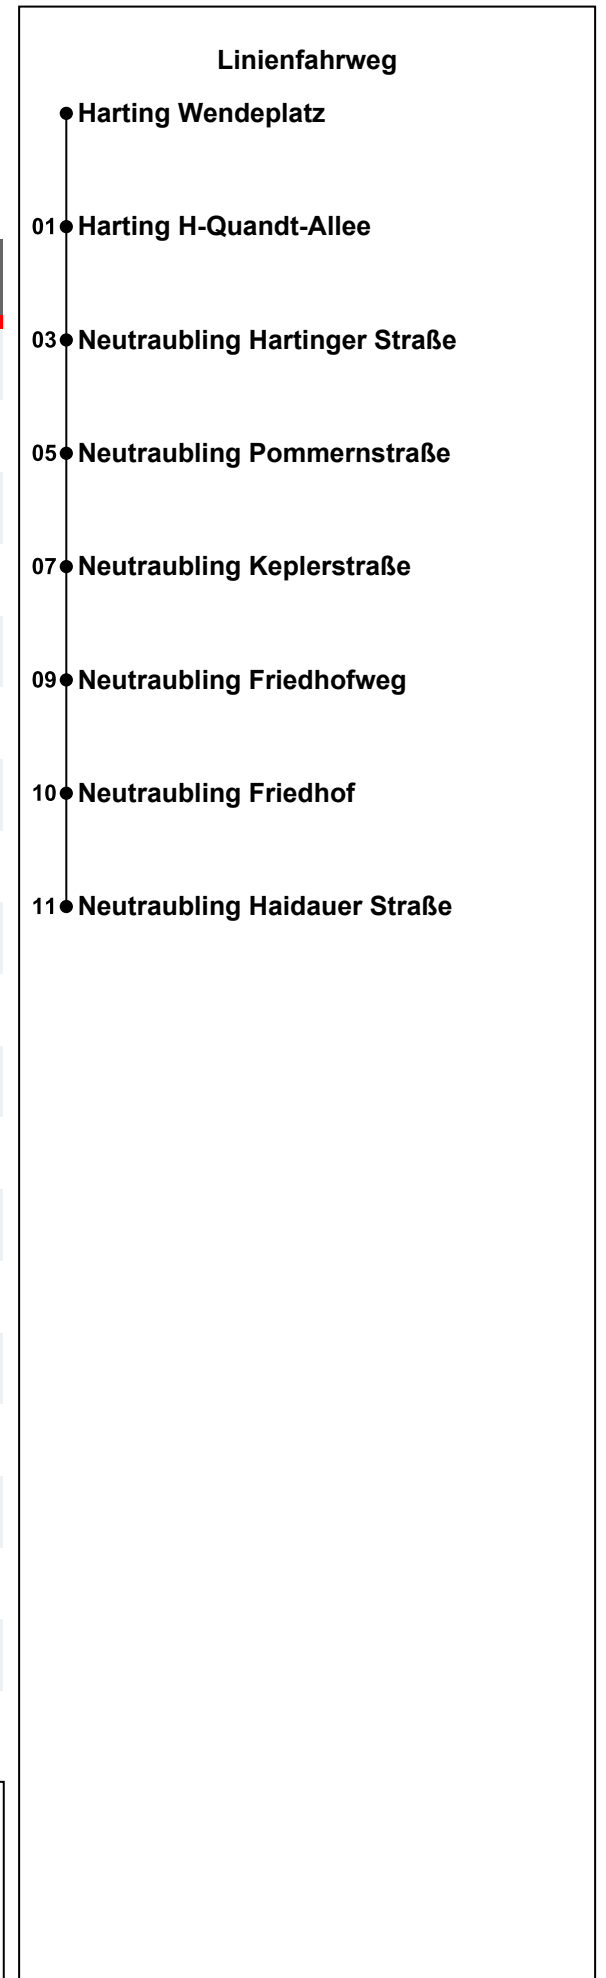 Linienfahrweg
Harting Wendeplatz
01 Harting H-Quandt-Allee
03 Neutraubling Hartinger Straße
05 Neutraubling Pommernstraße
07 Neutraubling Keplerstraße
09 Neutraubling Friedhofweg
10 Neutraubling Friedhof
11 Neutraubling Haidauer Straße